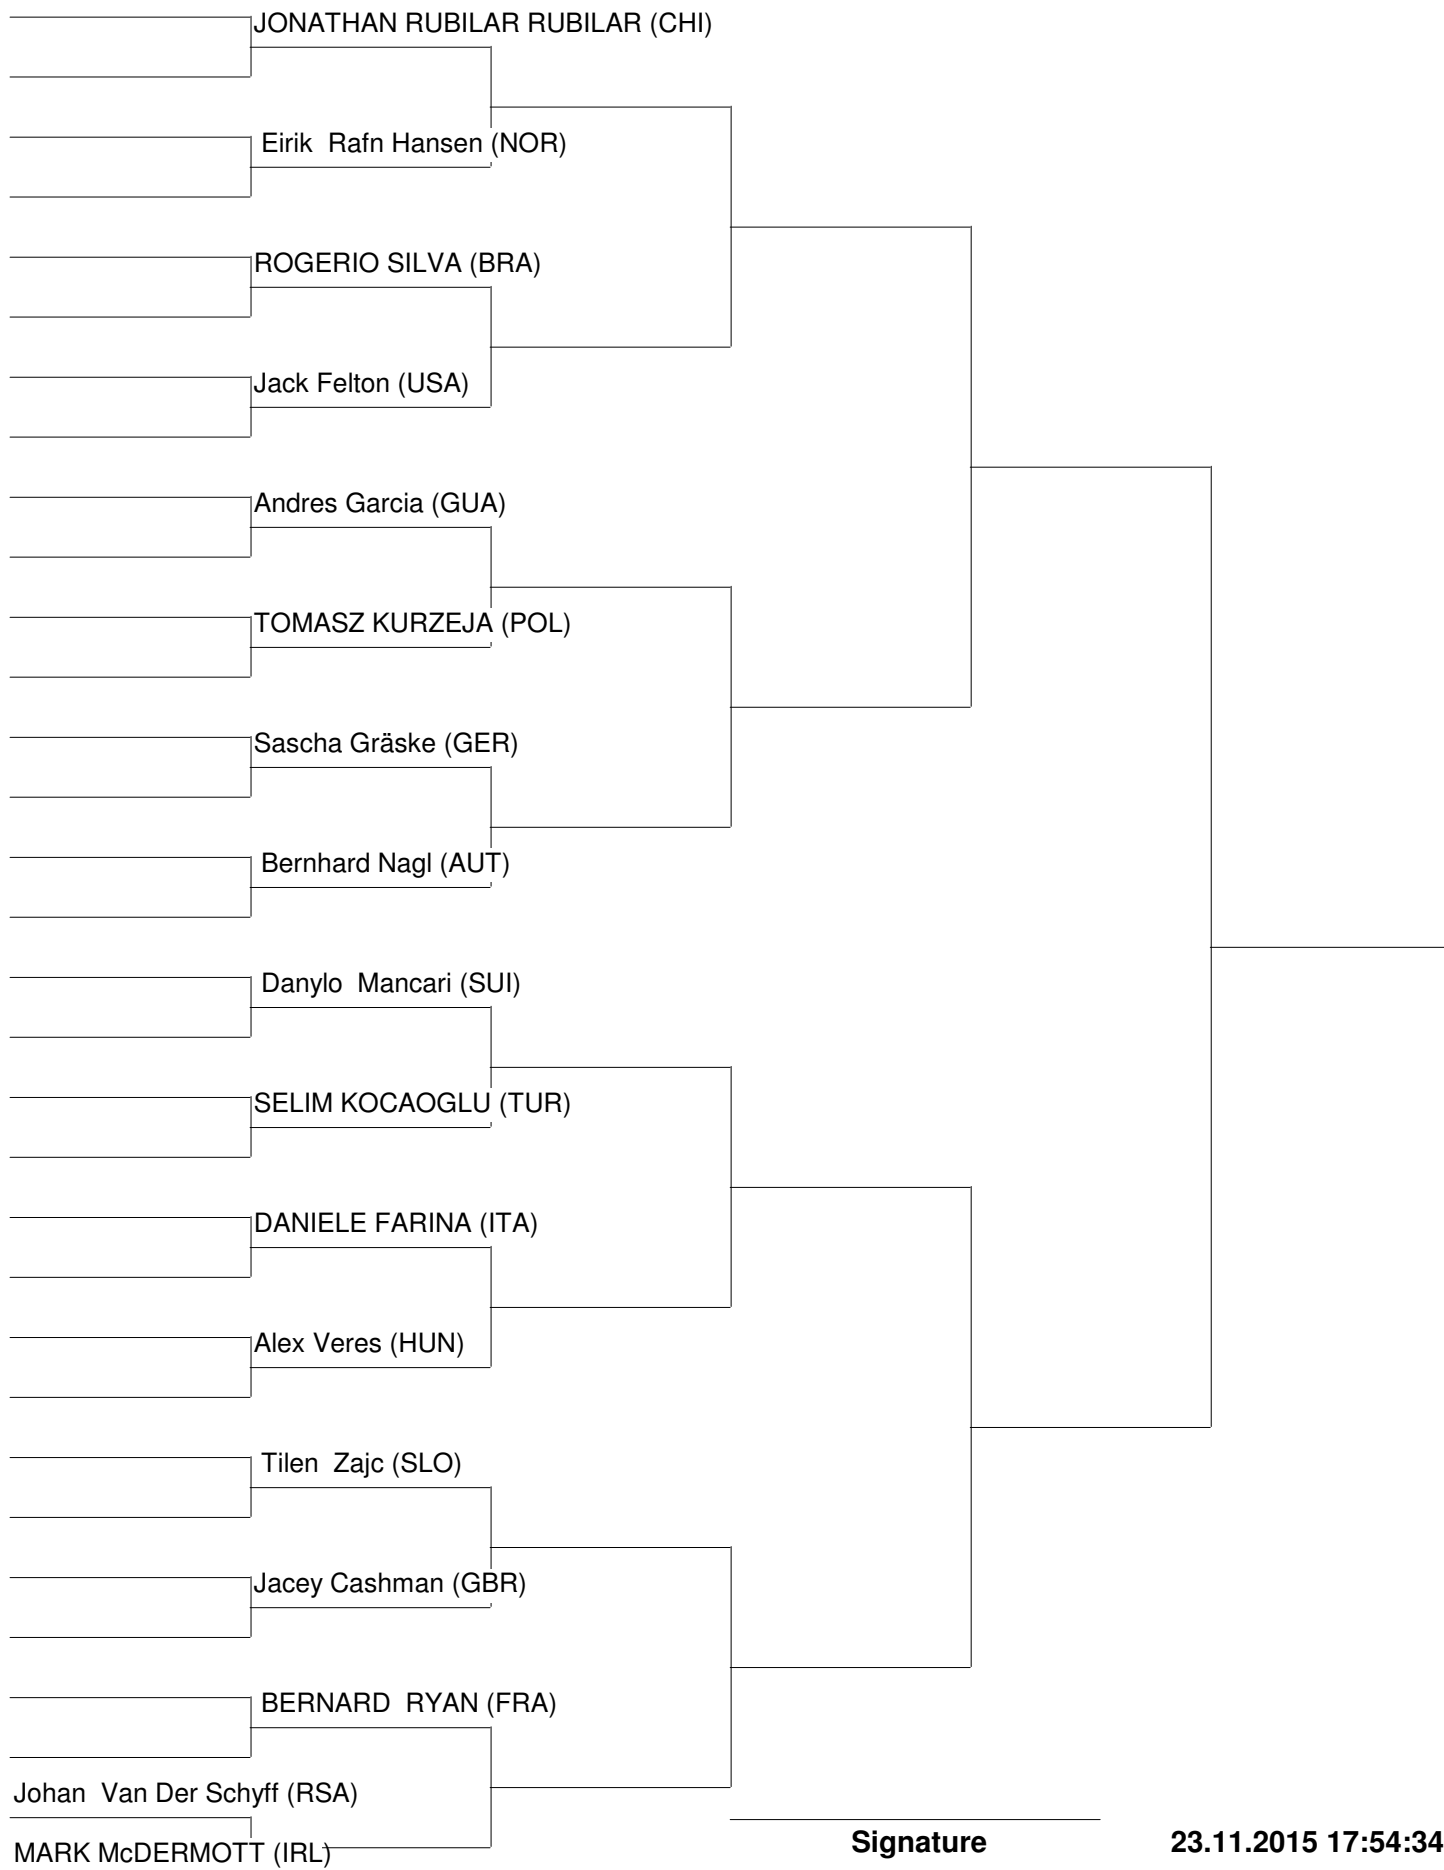 JONATHAN RUBILAR RUBILAR (CHI)
Eirik  Rafn Hansen (NOR)
ROGERIO SILVA (BRA)
Jack Felton (USA)
Andres Garcia (GUA)
TOMASZ KURZEJA (POL)
Sascha Gräske (GER)
Bernhard Nagl (AUT)
Danylo  Mancari (SUI)
SELIM KOCAOGLU (TUR)
DANIELE FARINA (ITA)
Alex Veres (HUN)
Tilen  Zajc (SLO)
Jacey Cashman (GBR)
BERNARD  RYAN (FRA)
Johan  Van Der Schyff (RSA)
MARK McDERMOTT (IRL)
Signature
23.11.2015 17:54:34